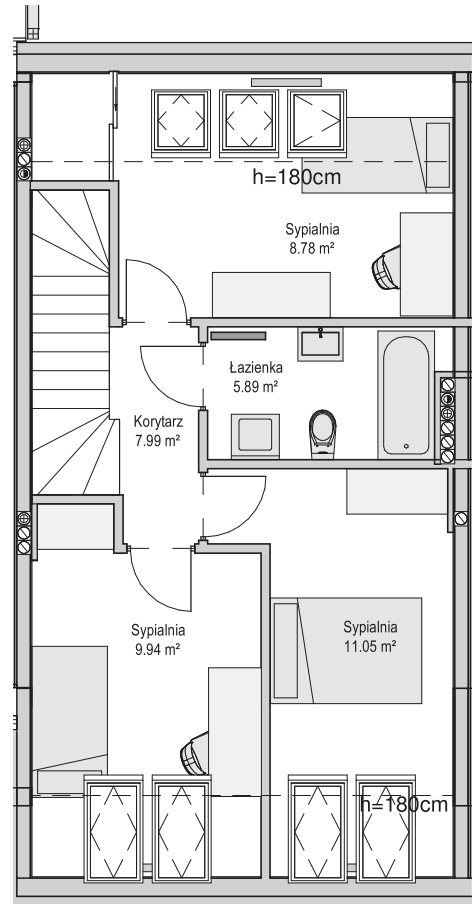 h=180cm
Sypialnia
8.78 m²
Łazienka
5.89 m²
Korytarz
7.99 m²
Sypialnia
9.94 m²
Sypialnia
11.05 m²
h=180cm